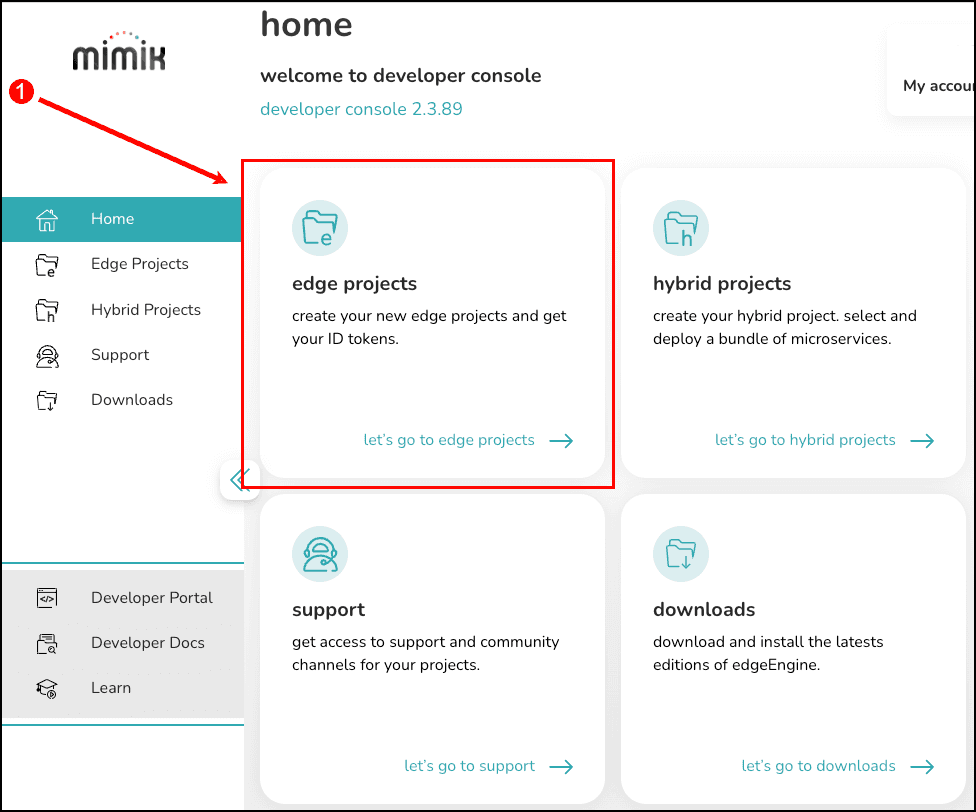 home
mimik
welcome to developer console
developer console 2.3.89
My accou
1
Home
Edge Projects
Hybrid Projects
Support
Downloads
Developer Portal
Developer Docs
Learn
e
edge projects
create your new edge projects and get
your ID tokens.
let's go to edge projects
h
hybrid projects
create your hybrid project. select and
deploy a bundle of microservices.
let's go to hybrid projects
support
get access to support and community
channels for your projects.
let's go to support
downloads
download and install the latests
editions of edgeEngine.
let's go to downloads